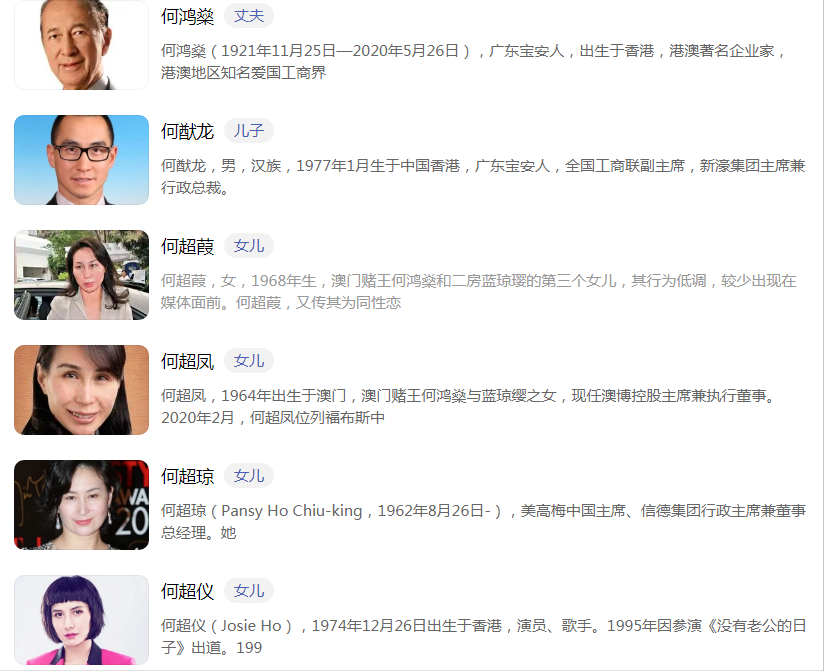 何鸿燊 丈夫
何鸿燊（1921年11月25日—2020年5月26日），广东宝安人，出生于香港，港澳著名企业家，
港澳地区知名爱国工商界
何猷龙 儿子
何猷龙，男，汉族，1977年1月生于中国香港，广东宝安人，全国工商联副主席，新濠集团主席兼
行政总裁。
何超蕸 女儿
何超葭，女，1968年生，澳门赌王何鸿燊和二房蓝琼璎的第三个女儿，其行为低调，较少出现在
媒体面前。何超葭，又传其为同性恋
何超凤 女儿
何超凤，1964年出生于澳门，澳门赌王何鸿燊与蓝琼缨之女，现任澳博控股主席兼执行董事。
2020年2月，何超凤位列福布斯中
何超琼 女儿
何超琼（Pansy Ho Chiu-king，1962年8月26日-），美高梅中国主席、信德集团行政主席兼董事
总经理。她
何超仪 女儿
何超仪（Josie Ho），1974年12月26日出生于香港，演员、歌手。1995年因参演《没有老公的日
子》出道。199